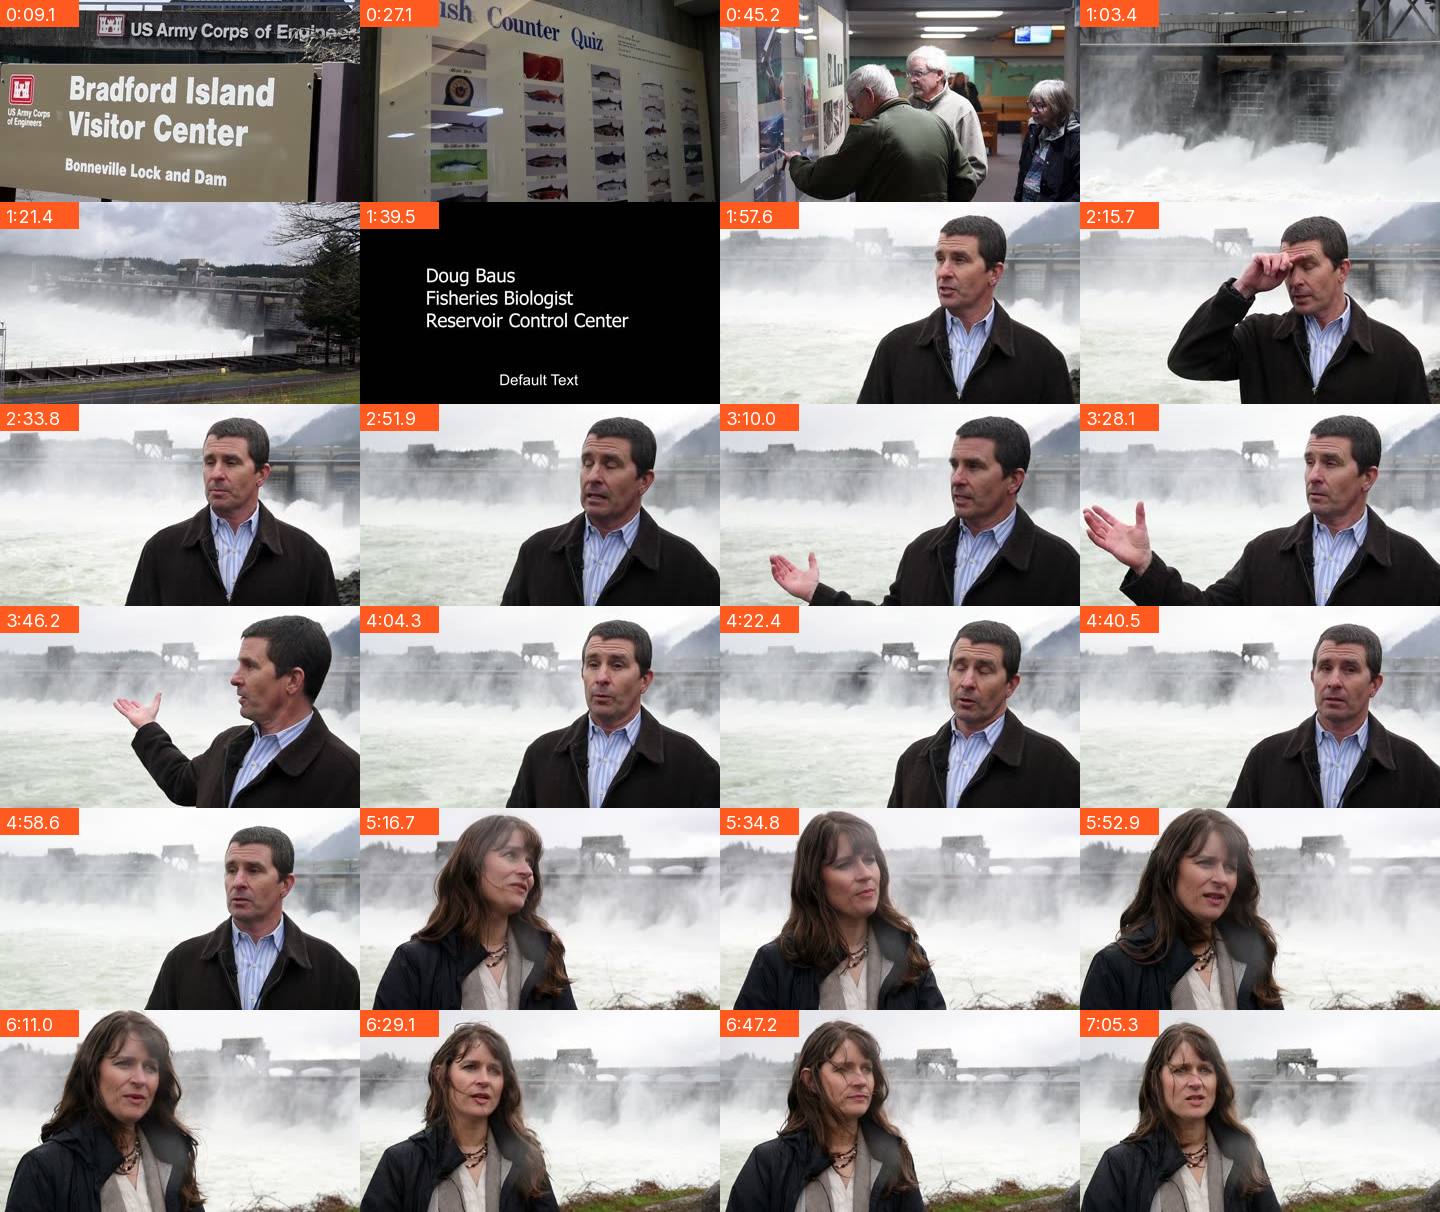 0:09.1
US Army Corps of Engineers
Bradford Island
Visitor Center
US Army Corps
of Engineers
Bonneville Lock and Dam
0:27.1
ish Counter Quiz
0:45.2
1:03.4
1:21.4
1:39.5
Doug Baus
Fisheries Biologist
Reservoir Control Center
Default Text
1:57.6
2:15.7
2:33.8
2:51.9
3:10.0
3:28.1
3:46.2
4:04.3
4:22.4
4:40.5
4:58.6
5:16.7
5:34.8
5:52.9
6:11.0
6:29.1
6:47.2
7:05.3